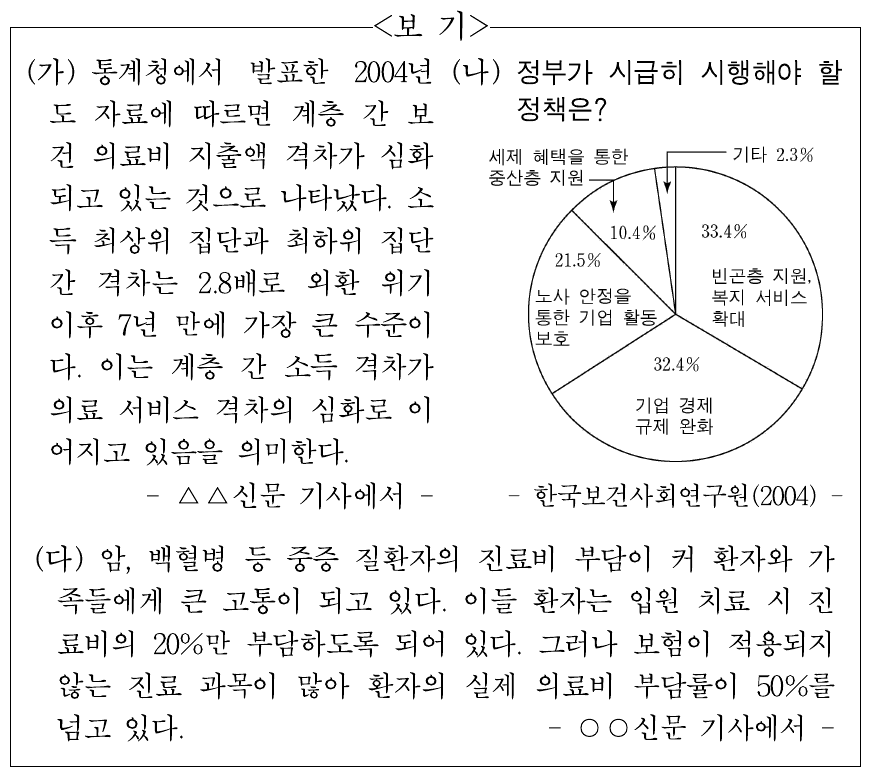 <보 기>
(가) 통계청에서 발표한 2004년
도 자료에 따르면 계층 간 보
건 의료비 지출액 격차가 심화
되고 있는 것으로 나타났다. 소
득 최상위 집단과 최하위 집단
간 격차는 2.8배로 외환 위기
이후 7년 만에 가장 큰 수준이
다. 이는 계층 간 소득 격차가
의료 서비스 격차의 심화로 이
어지고 있음을 의미한다.
- △△신문 기사에서 -
(나) 정부가 시급히 시행해야 할
정책은?
세제 혜택을 통한
중산층 지원
기타 2.3%
10.4%
33.4%
빈곤층 지원,
복지 서비스
확대
21.5%
노사 안정을
통한 기업 활동
보호
32.4%
기업 경제
규제 완화
- 한국보건사회연구원(2004) -
(다) 암, 백혈병 등 중증 질환자의 진료비 부담이 커 환자와 가
족들에게 큰 고통이 되고 있다. 이들 환자는 입원 치료 시 진
료비의 20%만 부담하도록 되어 있다. 그러나 보험이 적용되지
않는 진료 과목이 많아 환자의 실제 의료비 부담률이 50%를
넘고 있다.
- ○○신문 기사에서 -